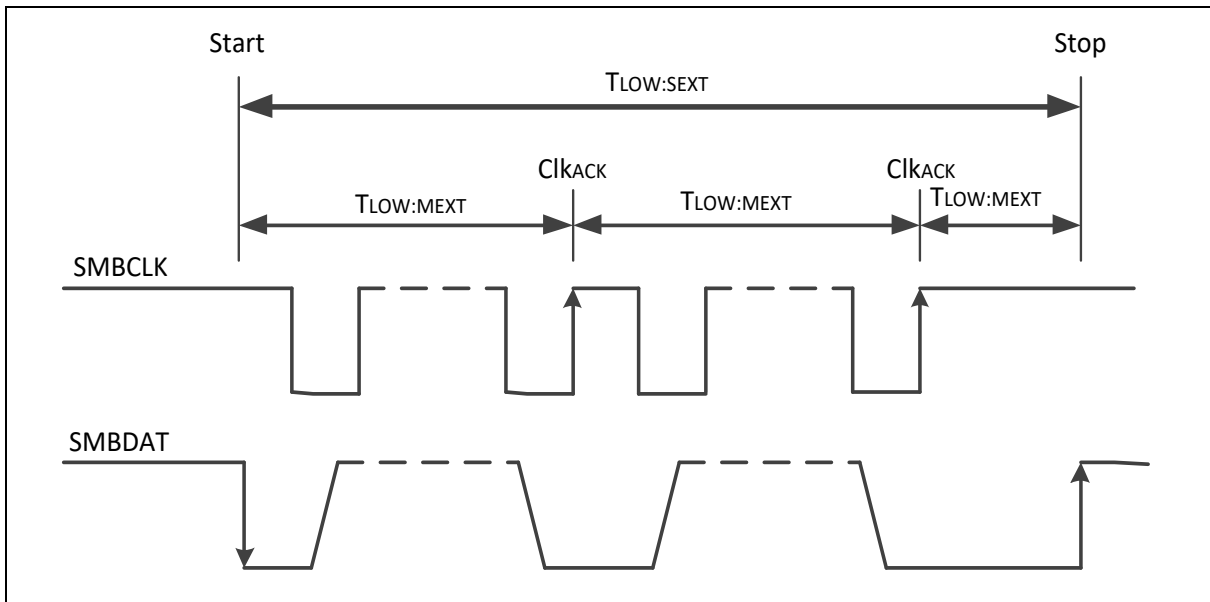 Start Stop
TLOW:SEXT
ClkACK ClkACK
TLOW:MEXT TLOW:MEXT TLOW:MEXT
SMBCLK
SMBDAT